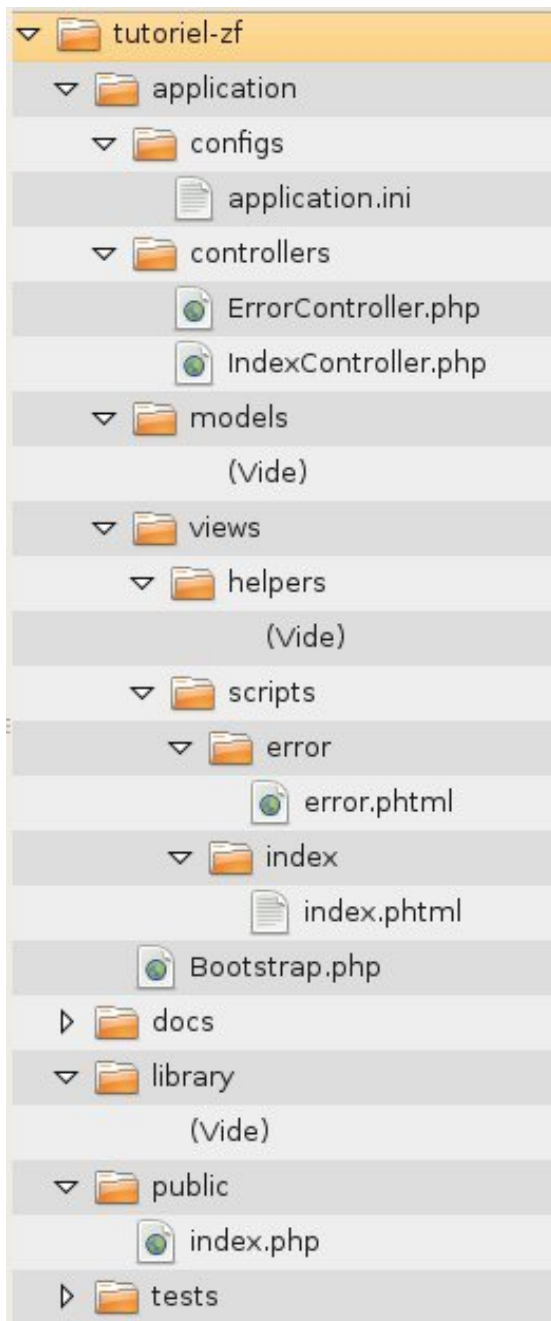 tutoriel-zf
application
configs
application.ini
controllers
ErrorController.php
IndexController.php
models
(Vide)
views
helpers
(Vide)
scripts
error
error.phtml
index
index.phtml
Bootstrap.php
docs
library
(Vide)
public
index.php
tests